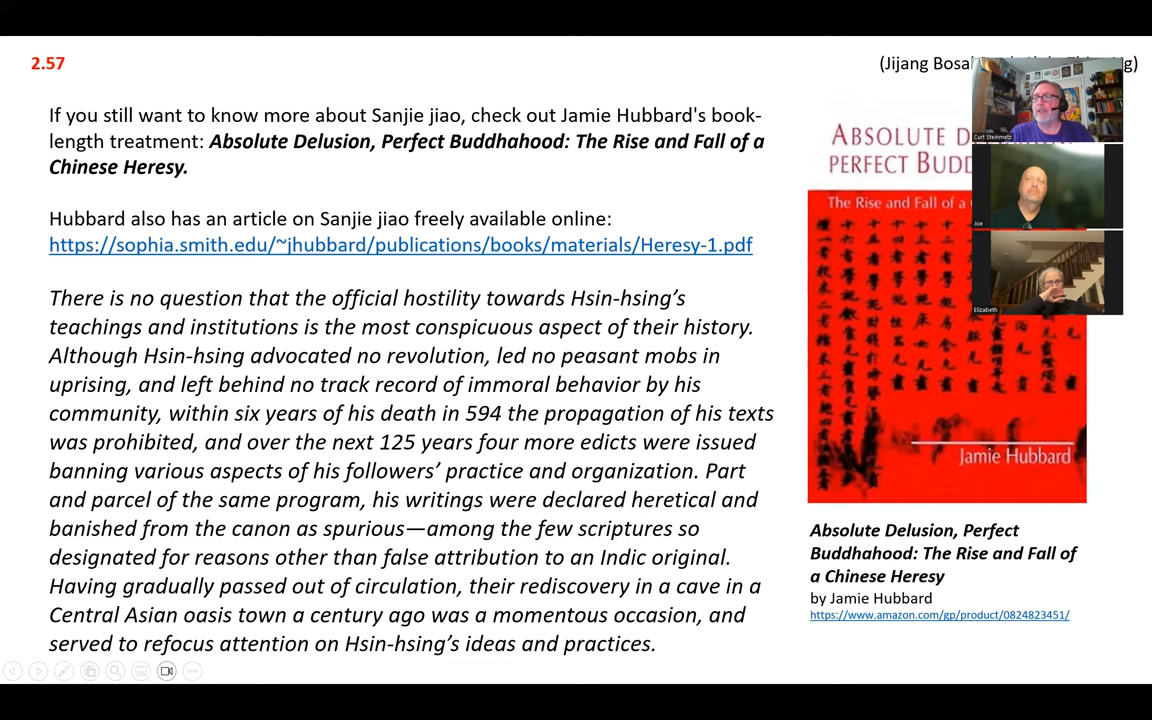 2.57
(Jijang Bosal
g)
If you still want to know more about Sanjie jiao, check out Jamie Hubbard's book-
length treatment: Absolute Delusion, Perfect Buddhahood: The Rise and Fall of a
Chinese Heresy.
Hubbard also has an article on Sanjie jiao freely available online:
https://sophia.smith.edu/~jhubbard/publications/books/materials/Heresy-1.pdf
There is no question that the official hostility towards Hsin-hsing's
teachings and institutions is the most conspicuous aspect of their history.
Although Hsin-hsing advocated no revolution, led no peasant mobs in
uprising, and left behind no track record of immoral behavior by his
community, within six years of his death in 594 the propagation of his texts
was prohibited, and over the next 125 years four more edicts were issued
banning various aspects of his followers' practice and organization. Part
and parcel of the same program, his writings were declared heretical and
banished from the canon as spurious—among the few scriptures so
designated for reasons other than false attribution to an Indic original.
Having gradually passed out of circulation, their rediscovery in a cave in a
Central Asian oasis town a century ago was a momentous occasion, and
served to refocus attention on Hsin-hsing's ideas and practices.
ABSOLUTE D
PERFECT BUDD
The Rise and Fall of a
Jamie Hubbard
Curt Steinmetz
Joe
Elizabeth
Absolute Delusion, Perfect
Buddhahood: The Rise and Fall of
a Chinese Heresy
by Jamie Hubbard
https://www.amazon.com/gp/product/0824823451/